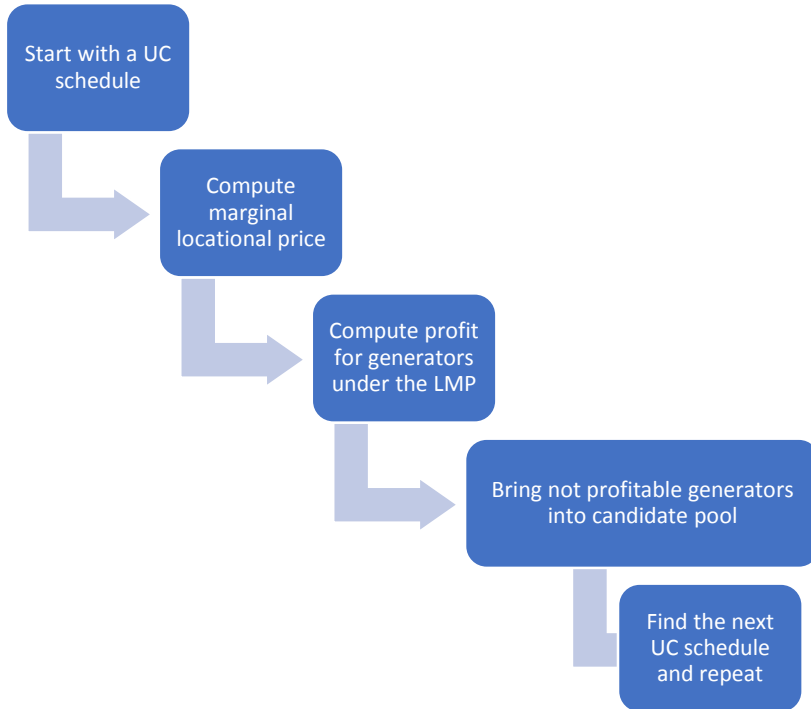 Start with a UC
schedule
Compute
marginal
locational price
Compute profit
for generators
under the LMP
Bring not profitable generators
into candidate pool
Find the next
UC schedule
and repeat